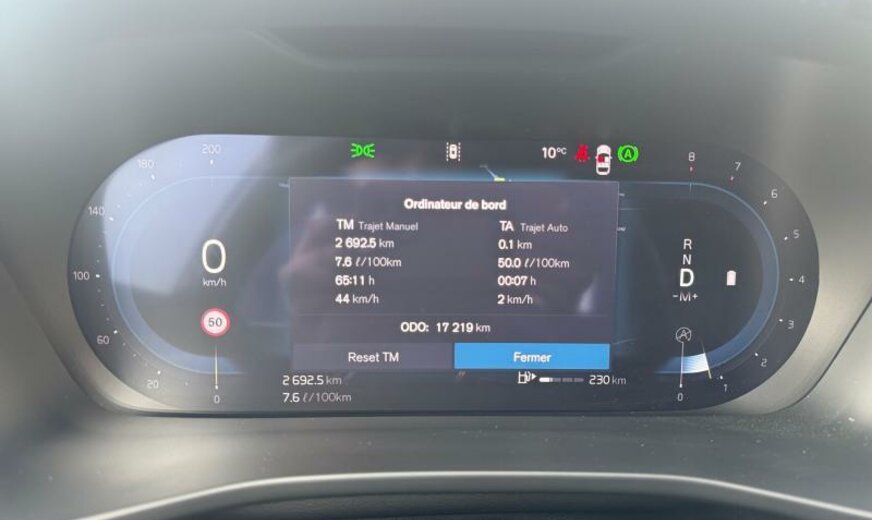 200
180
140
100
60
20
0
0
km/h
50
10°C
A
Ordinateur de bord
TM Trajet Manuel
2 692.5 km
7.6 ℓ/100km
65:11 h
44 km/h
TA Trajet Auto
0.1 km
50.0 ℓ/100km
00:07 h
2 km/h
ODO: 17 219 km
Reset TM
Fermer
2 692.5 km
7.6 ℓ/100km
230 km
R
N
D
-M+
A
8
7
6
5
4
3
2
1
0